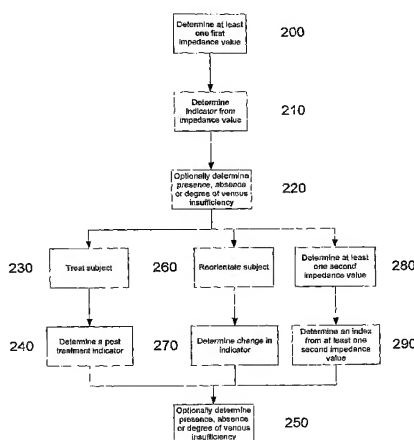 Determine at least
one first
impedance value
200
Determine
indicator from
impedance value
210
Optionally determine
presence, absence
or degree of venous
insufficiency
220
230
Treat subject
260
Reorientate subject
Determine at least
one second
impedance value
280
240
Determine a post
treatment indicator
270
Determine change in
indicator
Determine an index
from at least one
second impedance
value
290
Optionally determine
presence, absence
or degree of venous
insufficiency
250